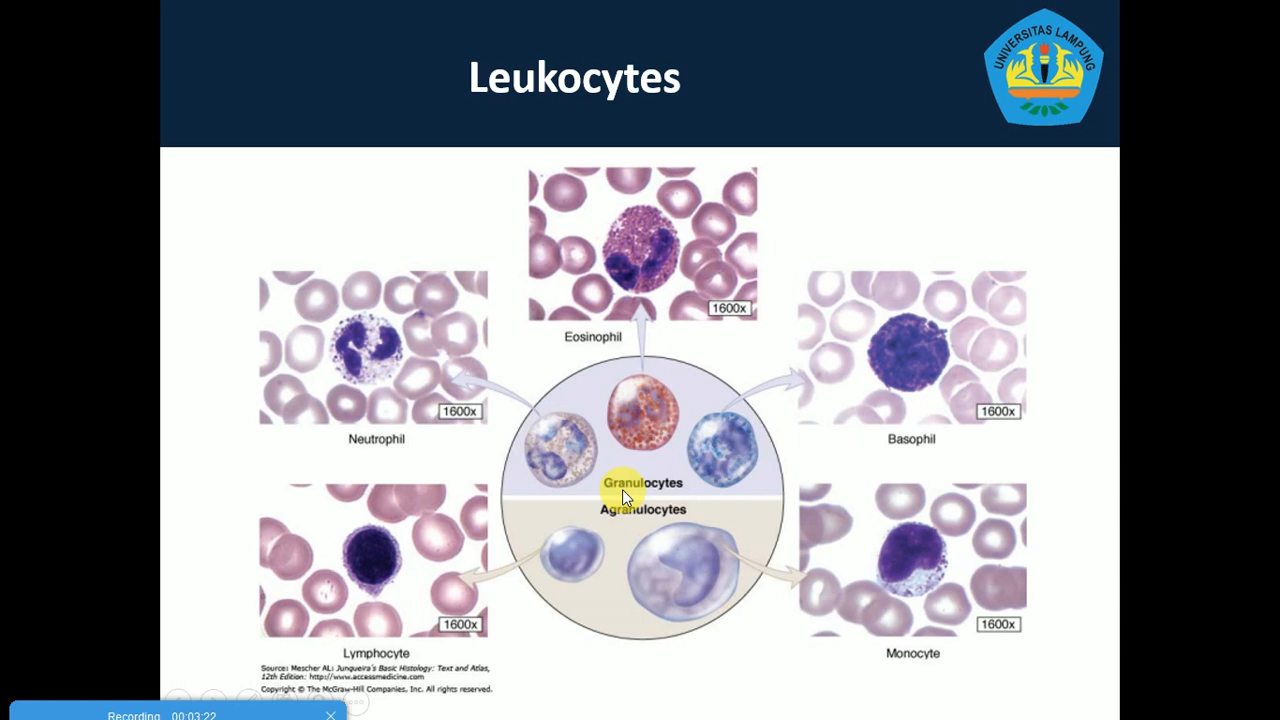 Leukocytes
UNIVERSITAS LAMPUNG
1600x
Eosinophil
1600x
Neutrophil
1600x
Basophil
Granulocytes
Agranulocytes
1600x
Lymphocyte
1600x
Monocyte
Source: Mescher AL: Junqueira's Basic Histology: Text and Atlas,
12th Edition: http://www.accessmedicine.com
Copyright © The McGraw-Hill Companies, Inc. All rights reserved.
Recording 00:03:22